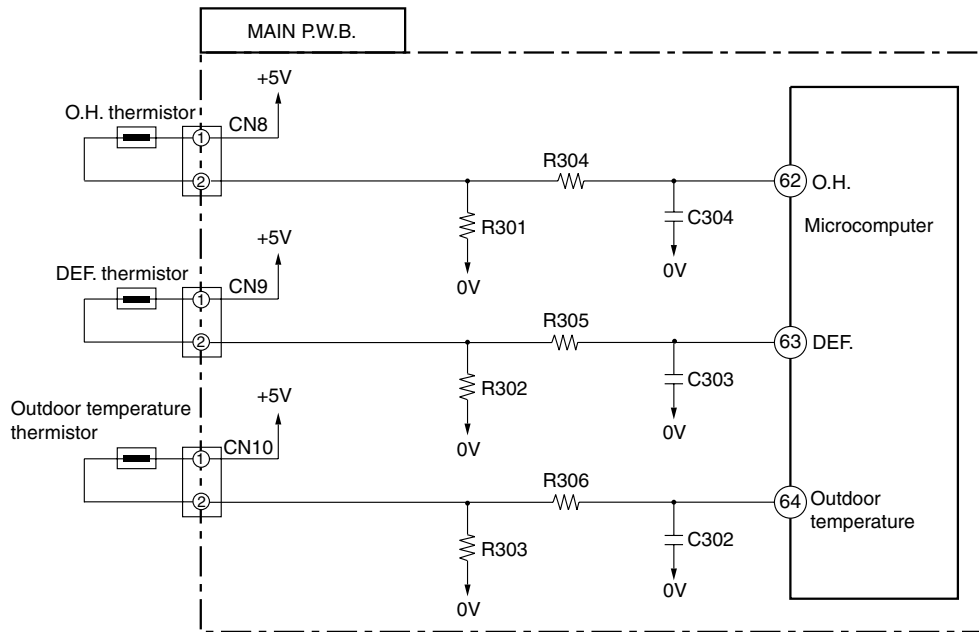 MAIN P.W.B.
+5V
O.H. thermistor
CN8
1
2
R304
62
O.H.
R301
C304
Microcomputer
0V
0V
+5V
DEF. thermistor
CN9
1
2
R305
63
DEF.
R302
C303
0V
0V
+5V
Outdoor temperature
thermistor
CN10
1
2
R306
64
Outdoor
temperature
R303
C302
0V
0V